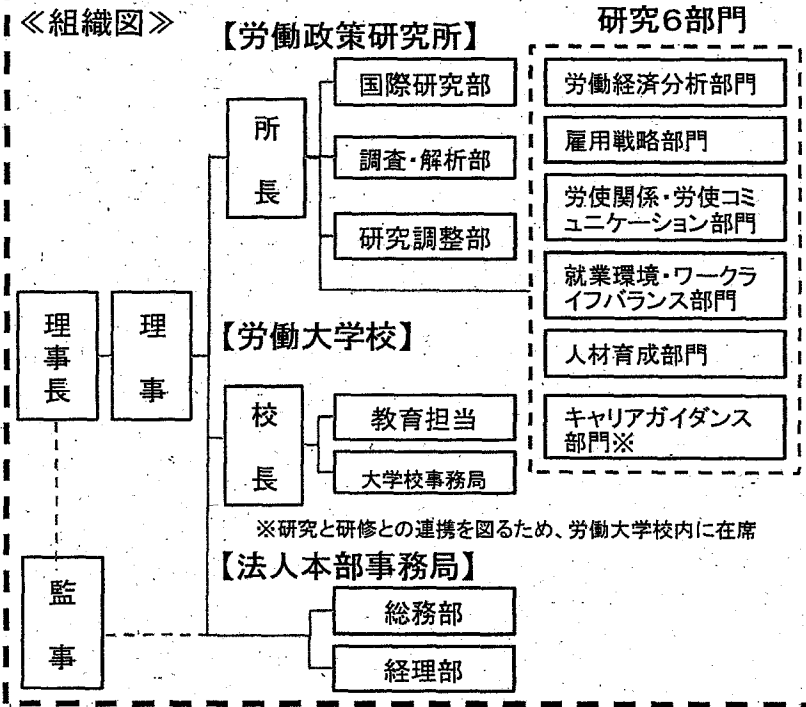 ≪組織図≫
【労働政策研究所】
研究6部門
国際研究部
所長
調査・解析部
研究調整部
労働経済分析部門
雇用戦略部門
労使関係・労使コミ
ュニケーション部門
就業環境・ワークラ
イフバランス部門
人材育成部門
キャリアガイダンス
部門※
理事長
理事
【労働大学校】
校長
教育担当
大学校事務局
※研究と研修との連携を図るため、労働大学校内に在席
【法人本部事務局】
監事
総務部
経理部